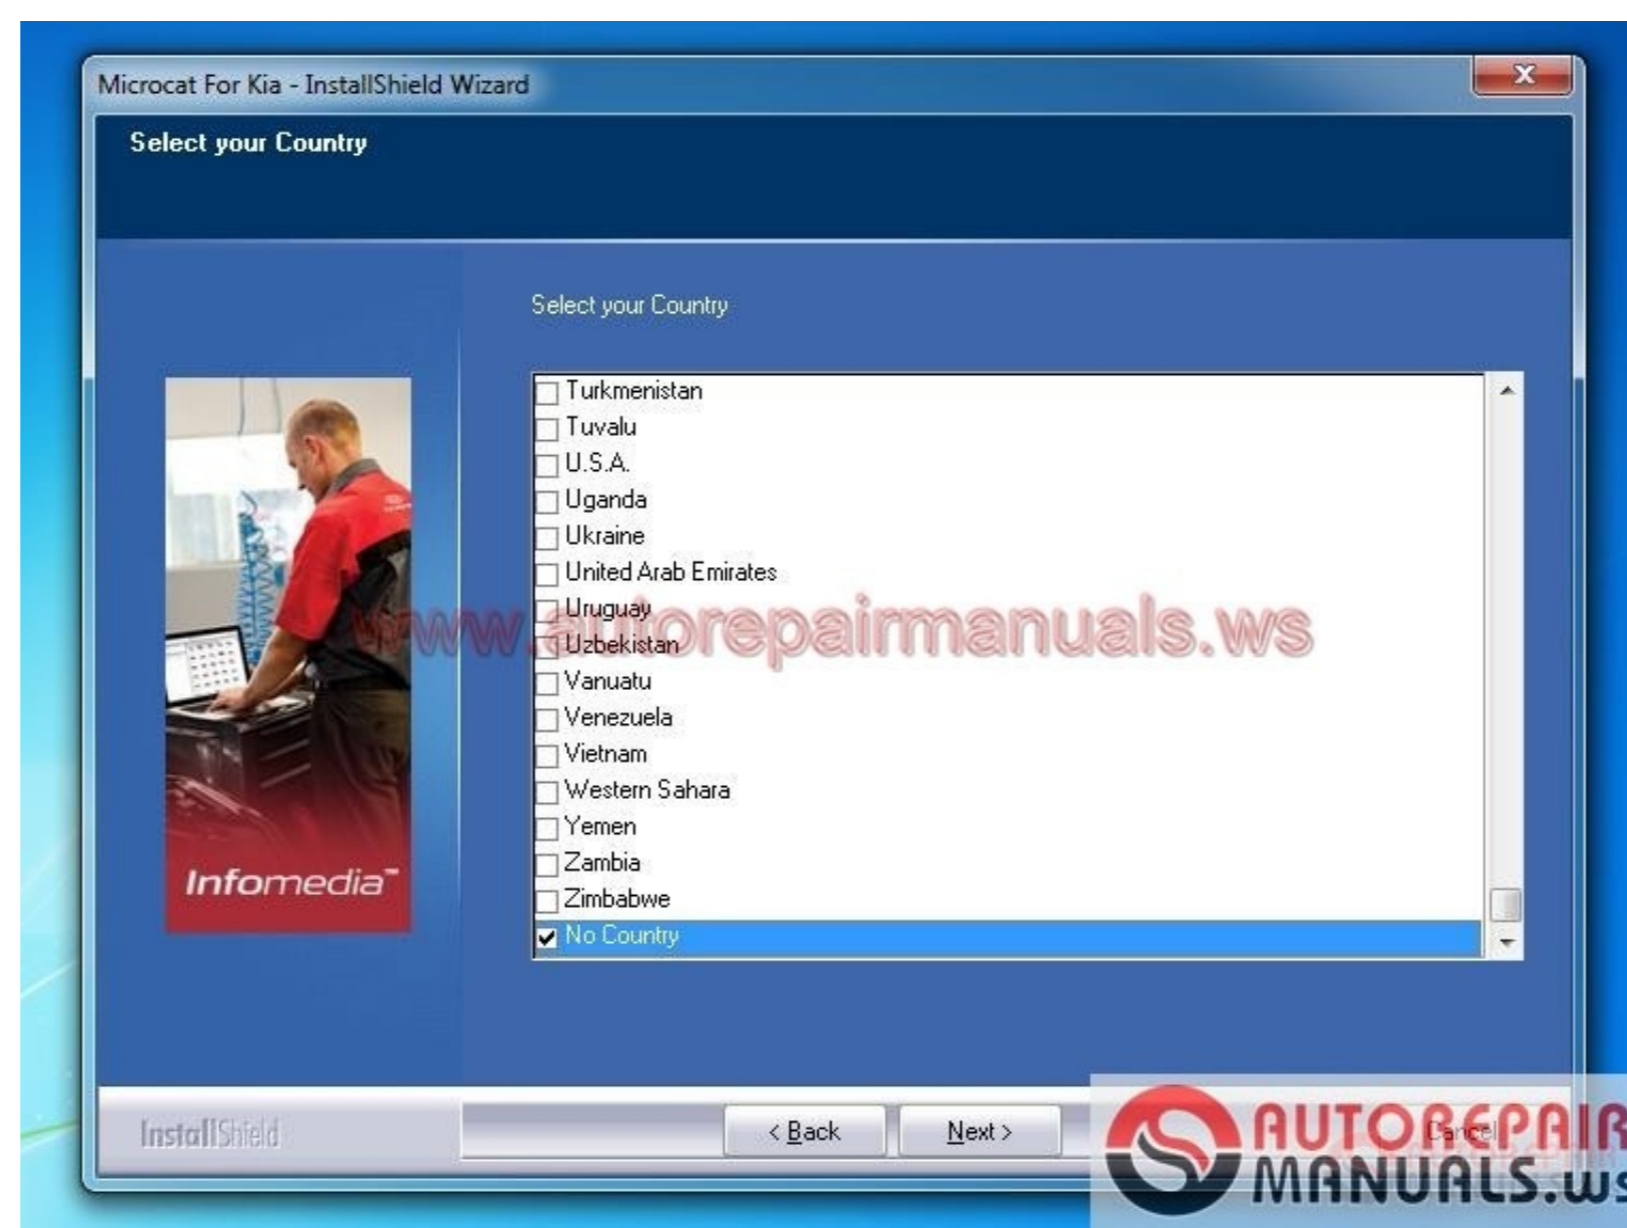 Microcat For Kia - InstallShield Wizard
X
Select your Country
Select your Country
Turkmenistan
Tuvalu
U.S.A.
Uganda
Ukraine
United Arab Emirates
Uruguay
www.autorepairmanuals.ws
Uzbekistan
Vanuatu
Venezuela
Vietnam
Western Sahara
Yemen
Zambia
Zimbabwe
No Country
Infomedia™
InstallShield
< Back
Next >
Cancel
AUTOREPAIR
MANUALS.ws